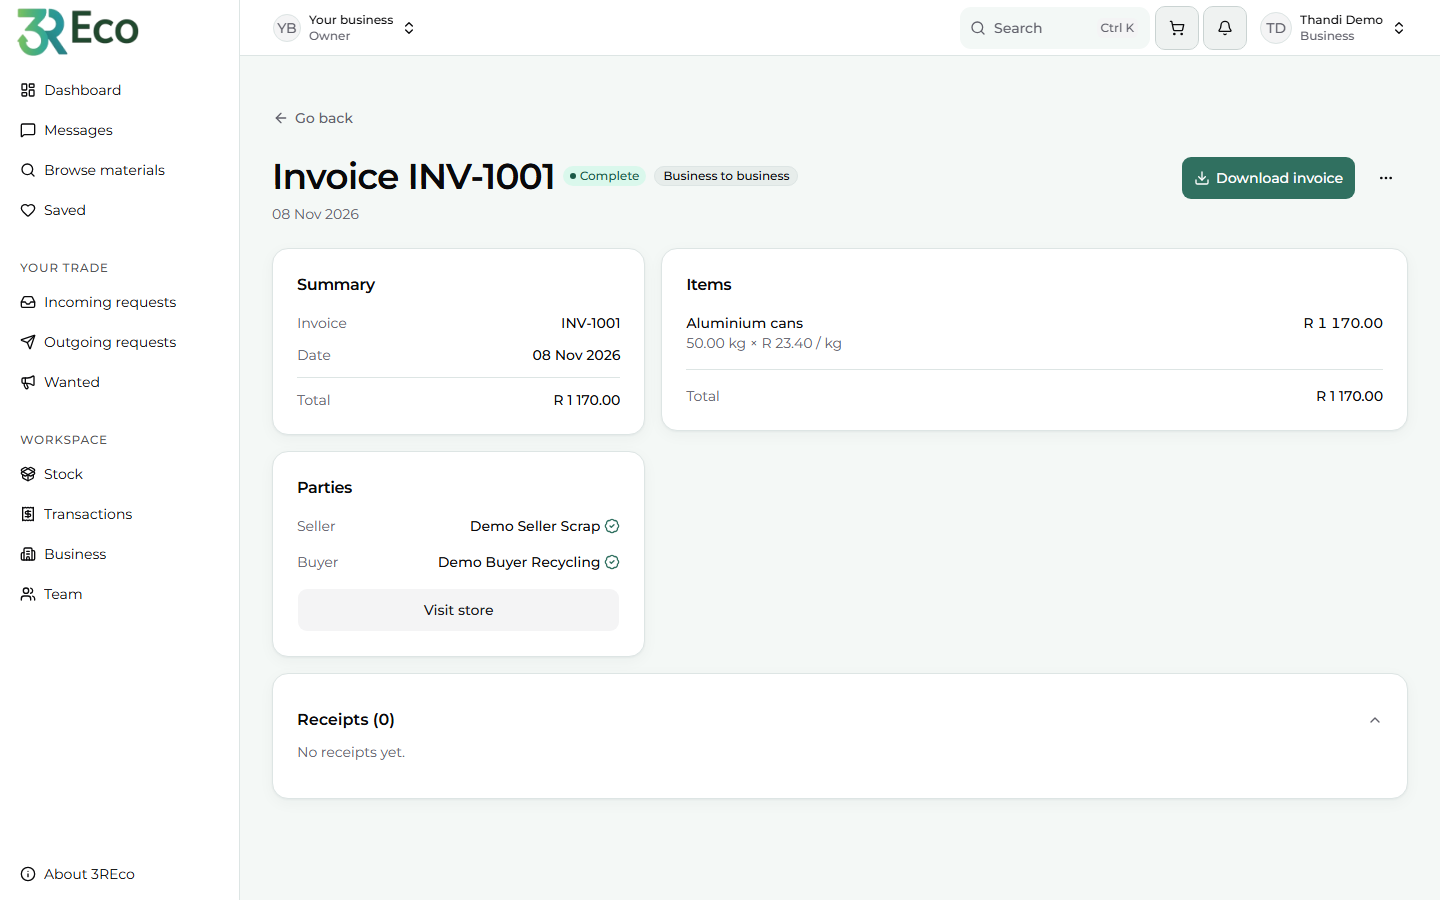 3R Eco
YB
Your business
Owner
Search
Ctrl K
TD
Thandi Demo
Business
Dashboard
Messages
Browse materials
Saved
YOUR TRADE
Incoming requests
Outgoing requests
Wanted
WORKSPACE
Stock
Transactions
Business
Team
About 3REco
Go back
Invoice INV-1001
Complete
Business to business
Download invoice
08 Nov 2026
Summary
Invoice INV-1001
Date 08 Nov 2026
Total R 1 170.00
Items
Aluminium cans R 1 170.00
50.00 kg × R 23.40 / kg
Total R 1 170.00
Parties
Seller Demo Seller Scrap
Buyer Demo Buyer Recycling
Visit store
Receipts (0)
No receipts yet.